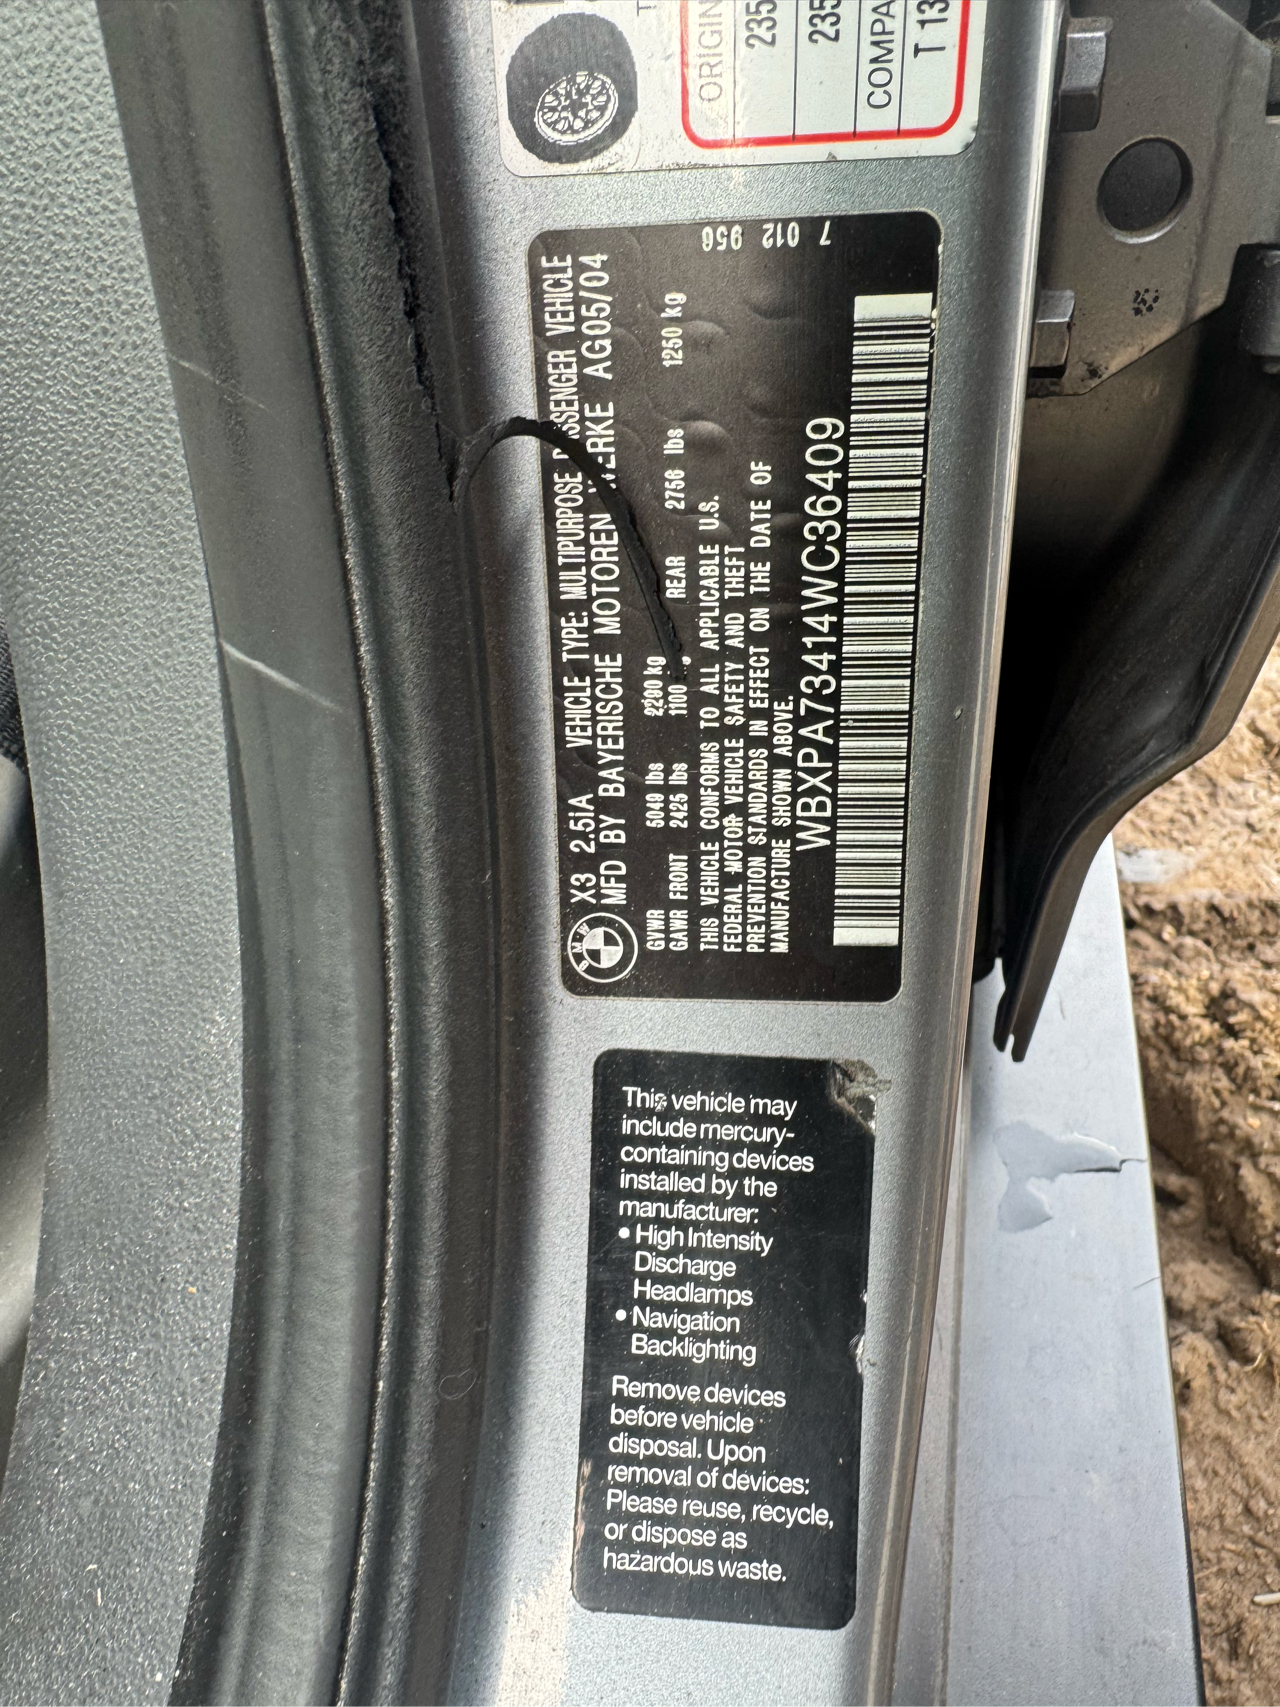 ORIGIN
235
235
COMPA
T 13
7 012 956
BMW
X3 2.5iA VEHICLE TYPE: MULTIPURPOSE PASSENGER VEHICLE
MFD BY BAYERISCHE MOTOREN WERKE AG05/04
GVWR 5049 lbs 2290 kg
GAWR FRONT 2425 lbs 1100 REAR 2756 lbs 1250 kg
THIS VEHICLE CONFORMS TO ALL APPLICABLE U.S.
FEDERAL MOTOR VEHICLE SAFETY AND THEFT
PREVENTION STANDARDS IN EFFECT ON THE DATE OF
MANUFACTURE SHOWN ABOVE.
WBXPA73414WC36409
This vehicle may
include mercury-
containing devices
installed by the
manufacturer:
• High Intensity
Discharge
Headlamps
• Navigation
Backlighting
Remove devices
before vehicle
disposal. Upon
removal of devices:
Please reuse, recycle,
or dispose as
hazardous waste.